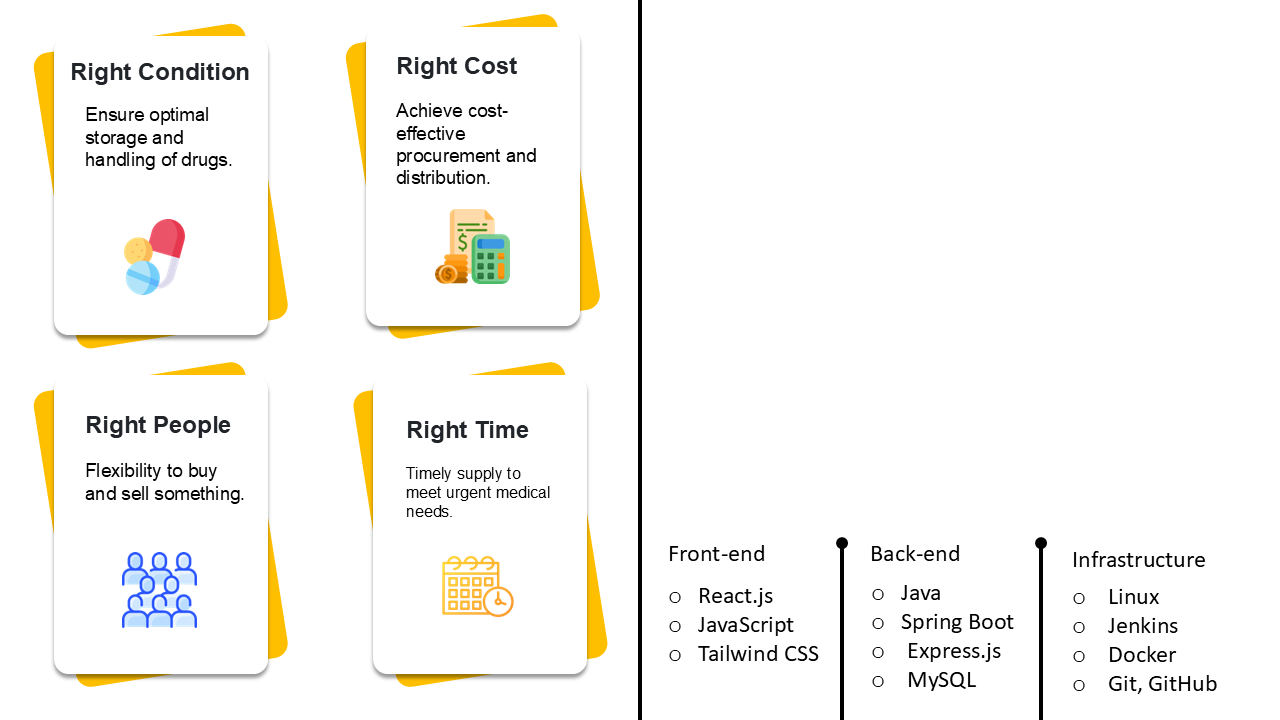 Right Condition
Ensure optimal
storage and
handling of drugs.
Right Cost
Achieve cost-
effective
procurement and
distribution.
$
$
Right People
Flexibility to buy
and sell something.
Right Time
Timely supply to
meet urgent medical
needs.
Front-end
○ React.js
○ JavaScript
○ Tailwind CSS
Back-end
○ Java
○ Spring Boot
○ Express.js
○ MySQL
Infrastructure
○ Linux
○ Jenkins
○ Docker
○ Git, GitHub